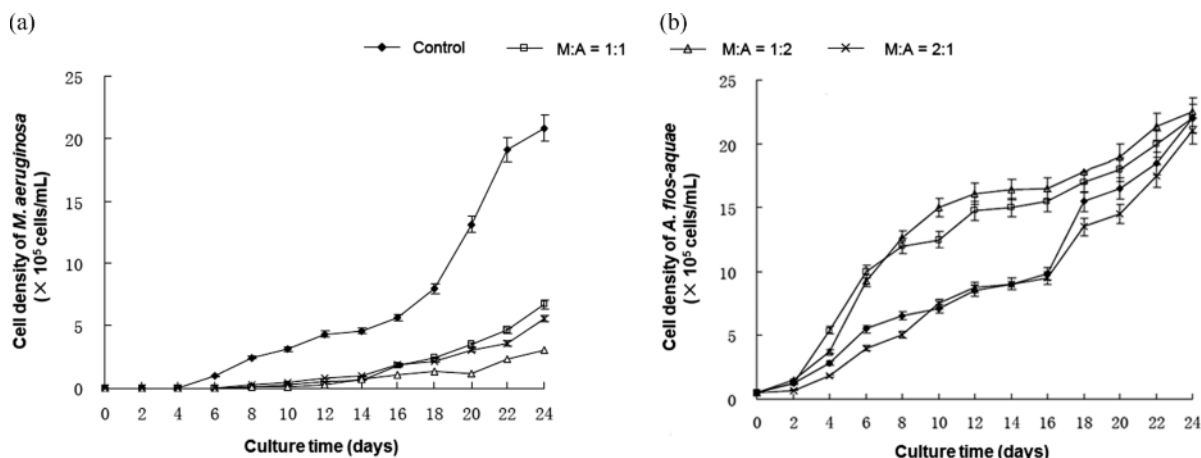 (a)
(b)
Control M:A = 1:1 M:A = 1:2 M:A = 2:1
Cell density of M. aeruginosa
(× 10⁵ cells/mL)
25
20
15
10
5
0
0 2 4 6 8 10 12 14 16 18 20 22 24
Culture time (days)
Cell density of A. flos-aquae
(× 10⁵ cells/mL)
25
20
15
10
5
0
0 2 4 6 8 10 12 14 16 18 20 22 24
Culture time (days)